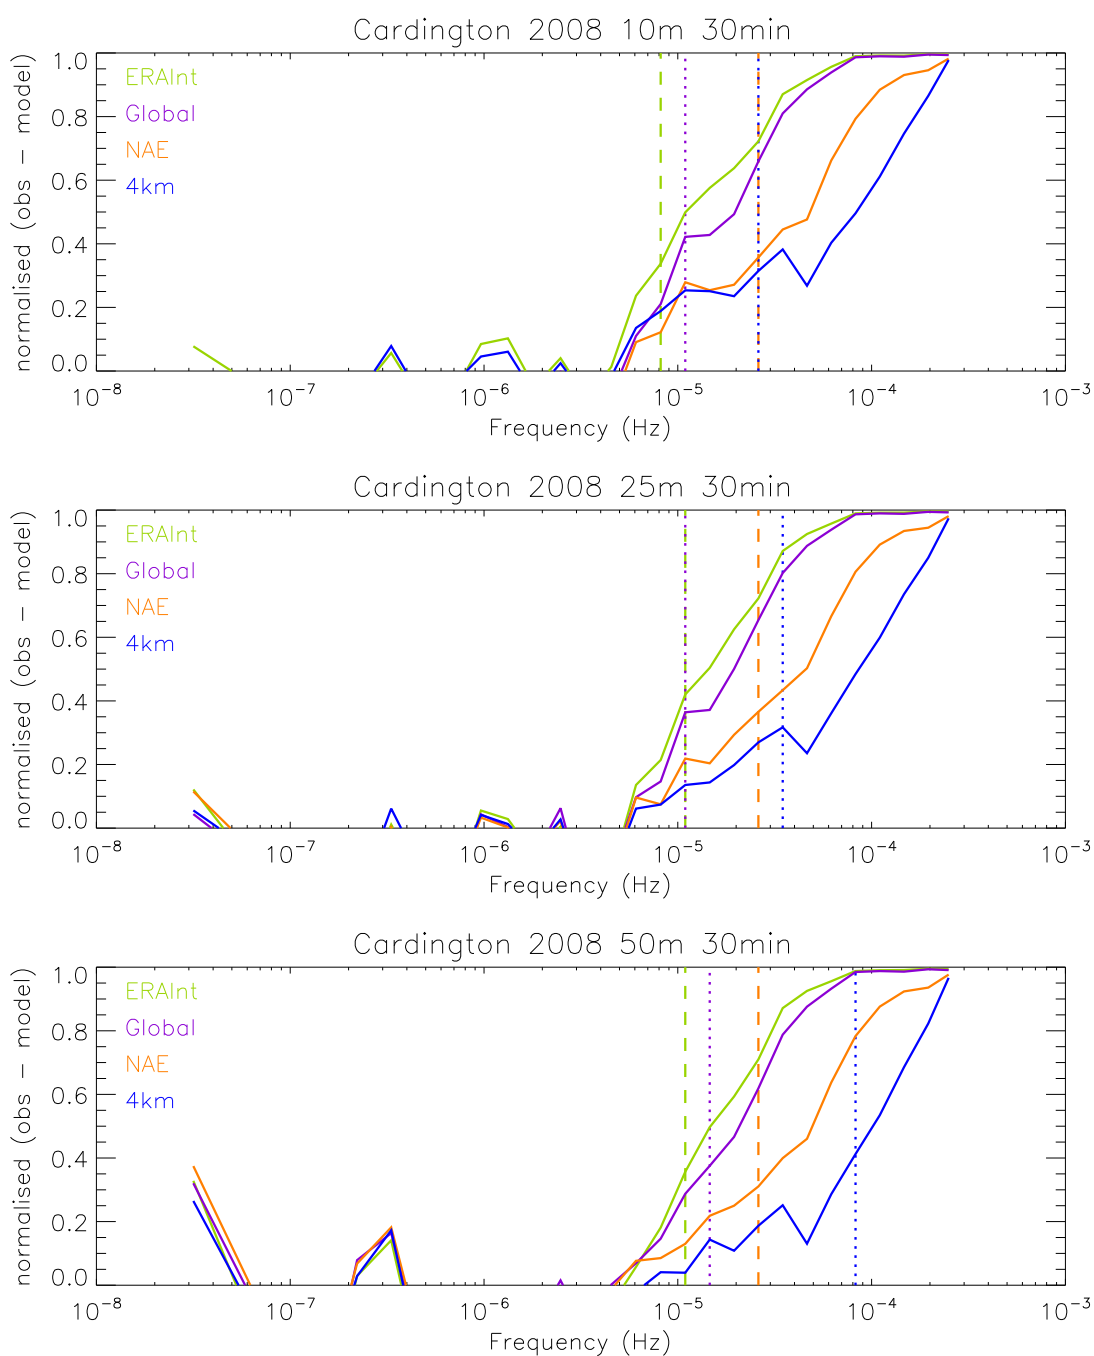 Cardington 2008 10m 30min
normalised (obs − model)
1.0
0.8
0.6
0.4
0.2
0.0
ERAInt
Global
NAE
4km
10⁻⁸ 10⁻⁷ 10⁻⁶ 10⁻⁵ 10⁻⁴ 10⁻³
Frequency (Hz)
Cardington 2008 25m 30min
normalised (obs − model)
1.0
0.8
0.6
0.4
0.2
0.0
ERAInt
Global
NAE
4km
10⁻⁸ 10⁻⁷ 10⁻⁶ 10⁻⁵ 10⁻⁴ 10⁻³
Frequency (Hz)
Cardington 2008 50m 30min
normalised (obs − model)
1.0
0.8
0.6
0.4
0.2
0.0
ERAInt
Global
NAE
4km
10⁻⁸ 10⁻⁷ 10⁻⁶ 10⁻⁵ 10⁻⁴ 10⁻³
Frequency (Hz)